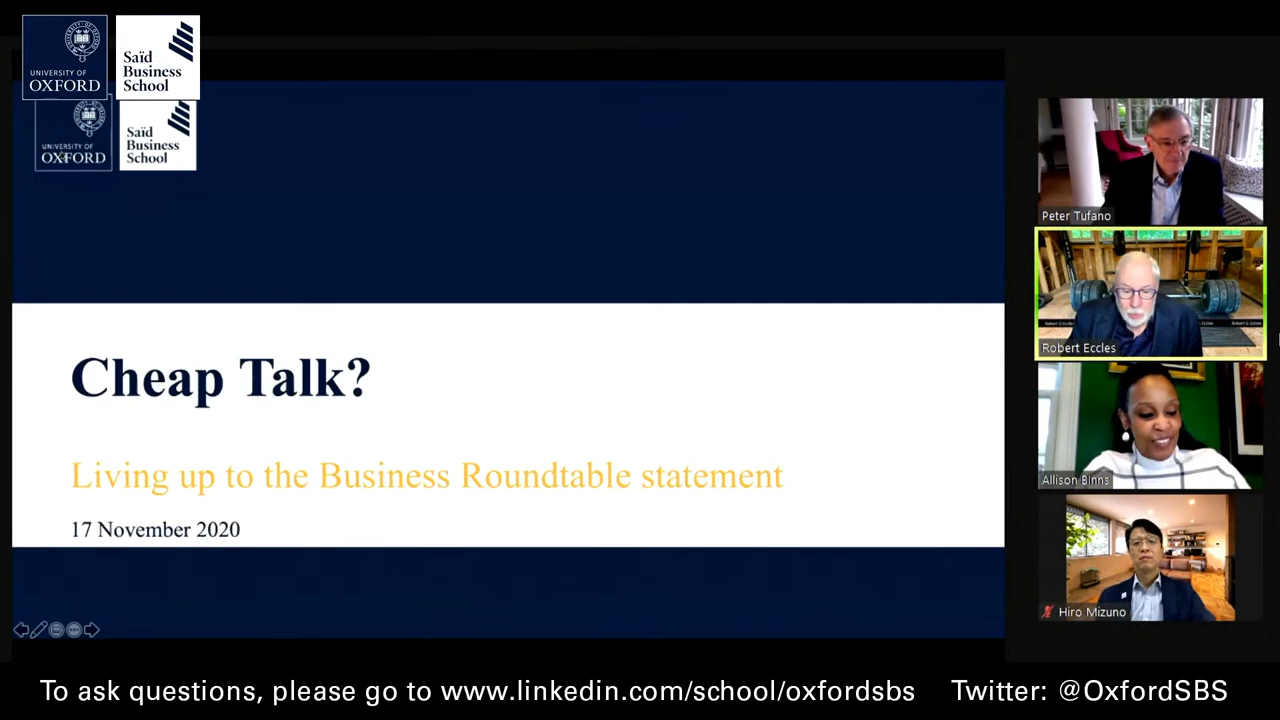 UNIVERSITY OF
OXFORD
Saïd
Business
School
UNIVERSITY OF
OXFORD
Saïd
Business
School
Cheap Talk?
Living up to the Business Roundtable statement
17 November 2020
Peter Tufano
Robert Eccles
Allison Binns
Hiro Mizuno
To ask questions, please go to www.linkedin.com/school/oxfordsbs Twitter: @OxfordSBS